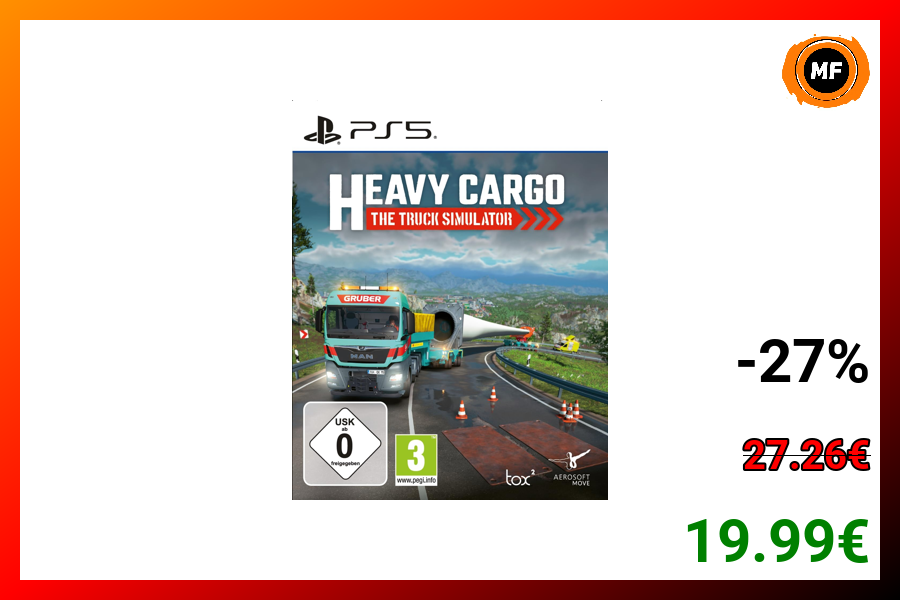 MF
PS5
HEAVY CARGO
THE TRUCK SIMULATOR
GRUBER
MAN
USK
ab
0
freigegeben
3
www.pegi.info
tox²
AEROSOFT
MOVE
-27%
27.26€
19.99€